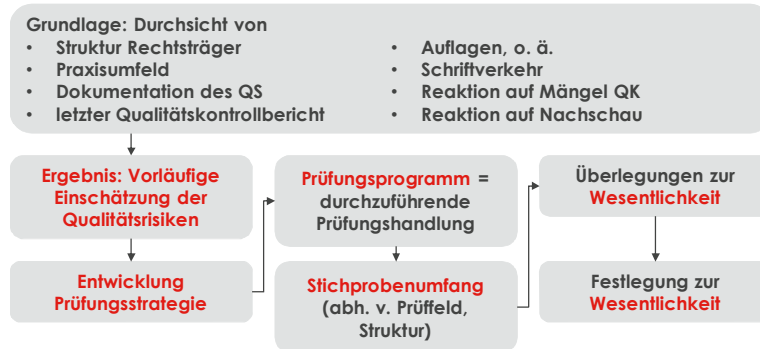 Grundlage: Durchsicht von
• Struktur Rechtsträger
• Praxisumfeld
• Dokumentation des QS
• letzter Qualitätskontrollbericht
• Auflagen, o. ä.
• Schriftverkehr
• Reaktion auf Mängel QK
• Reaktion auf Nachschau
Ergebnis: Vorläufige
Einschätzung der
Qualitätsrisiken
Entwicklung
Prüfungsstrategie
Prüfungsprogramm =
durchzuführende
Prüfungshandlung
Stichprobenumfang
(abh. v. Prüffeld,
Struktur)
Überlegungen zur
Wesentlichkeit
Festlegung zur
Wesentlichkeit